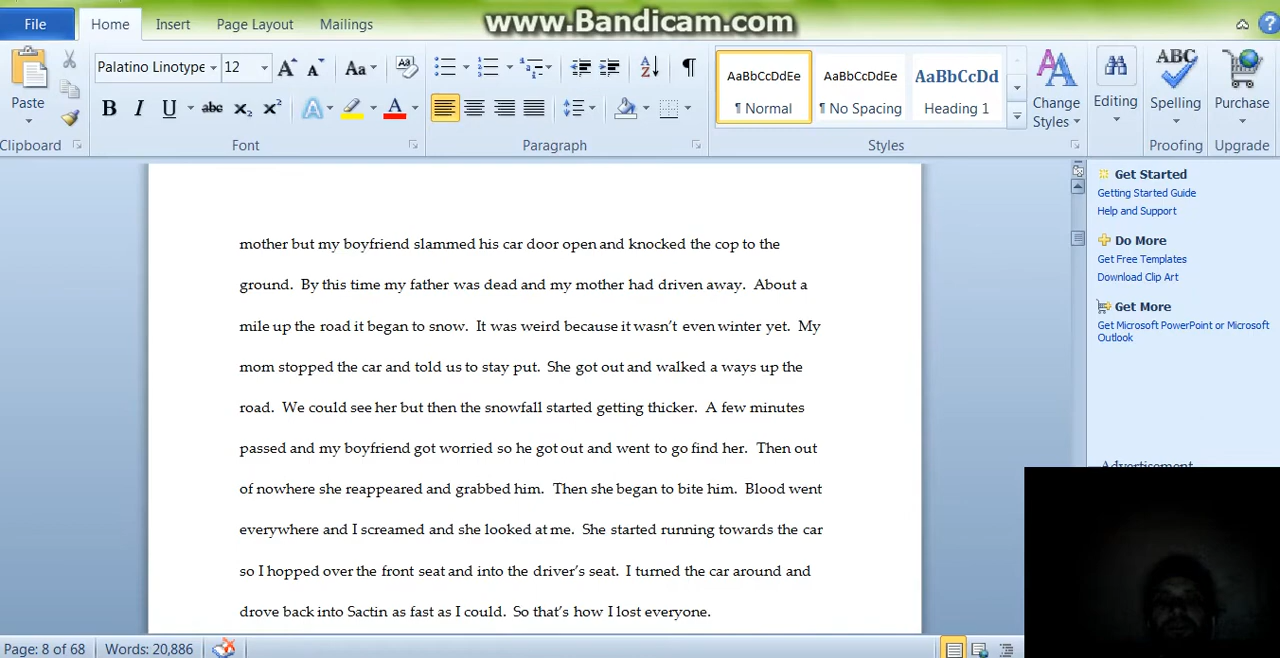 www.Bandicam.com
File Home Insert Page Layout Mailings
Palatino Linotype 12 Aa AaBbCcDdEe AaBbCcDdEe AaBbCcDd ABC
Paste B I U abc x2 x2 A A ¶ Normal ¶ No Spacing Heading 1 Change Styles Editing Spelling Purchase
Clipboard Font Paragraph Styles Proofing Upgrade
mother but my boyfriend slammed his car door open and knocked the cop to the
ground.  By this time my father was dead and my mother had driven away.  About a
mile up the road it began to snow.  It was weird because it wasn’t even winter yet.  My
mom stopped the car and told us to stay put.  She got out and walked a ways up the
road.  We could see her but then the snowfall started getting thicker.  A few minutes
passed and my boyfriend got worried so he got out and went to go find her.  Then out
of nowhere she reappeared and grabbed him.  Then she began to bite him.  Blood went
everywhere and I screamed and she looked at me.  She started running towards the car
so I hopped over the front seat and into the driver’s seat.  I turned the car around and
drove back into Sactin as fast as I could.  So that’s how I lost everyone.
Get Started
Getting Started Guide
Help and Support
Do More
Get Free Templates
Download Clip Art
Get More
Get Microsoft PowerPoint or Microsoft
Outlook
Advertisement
Page: 8 of 68 Words: 20,886